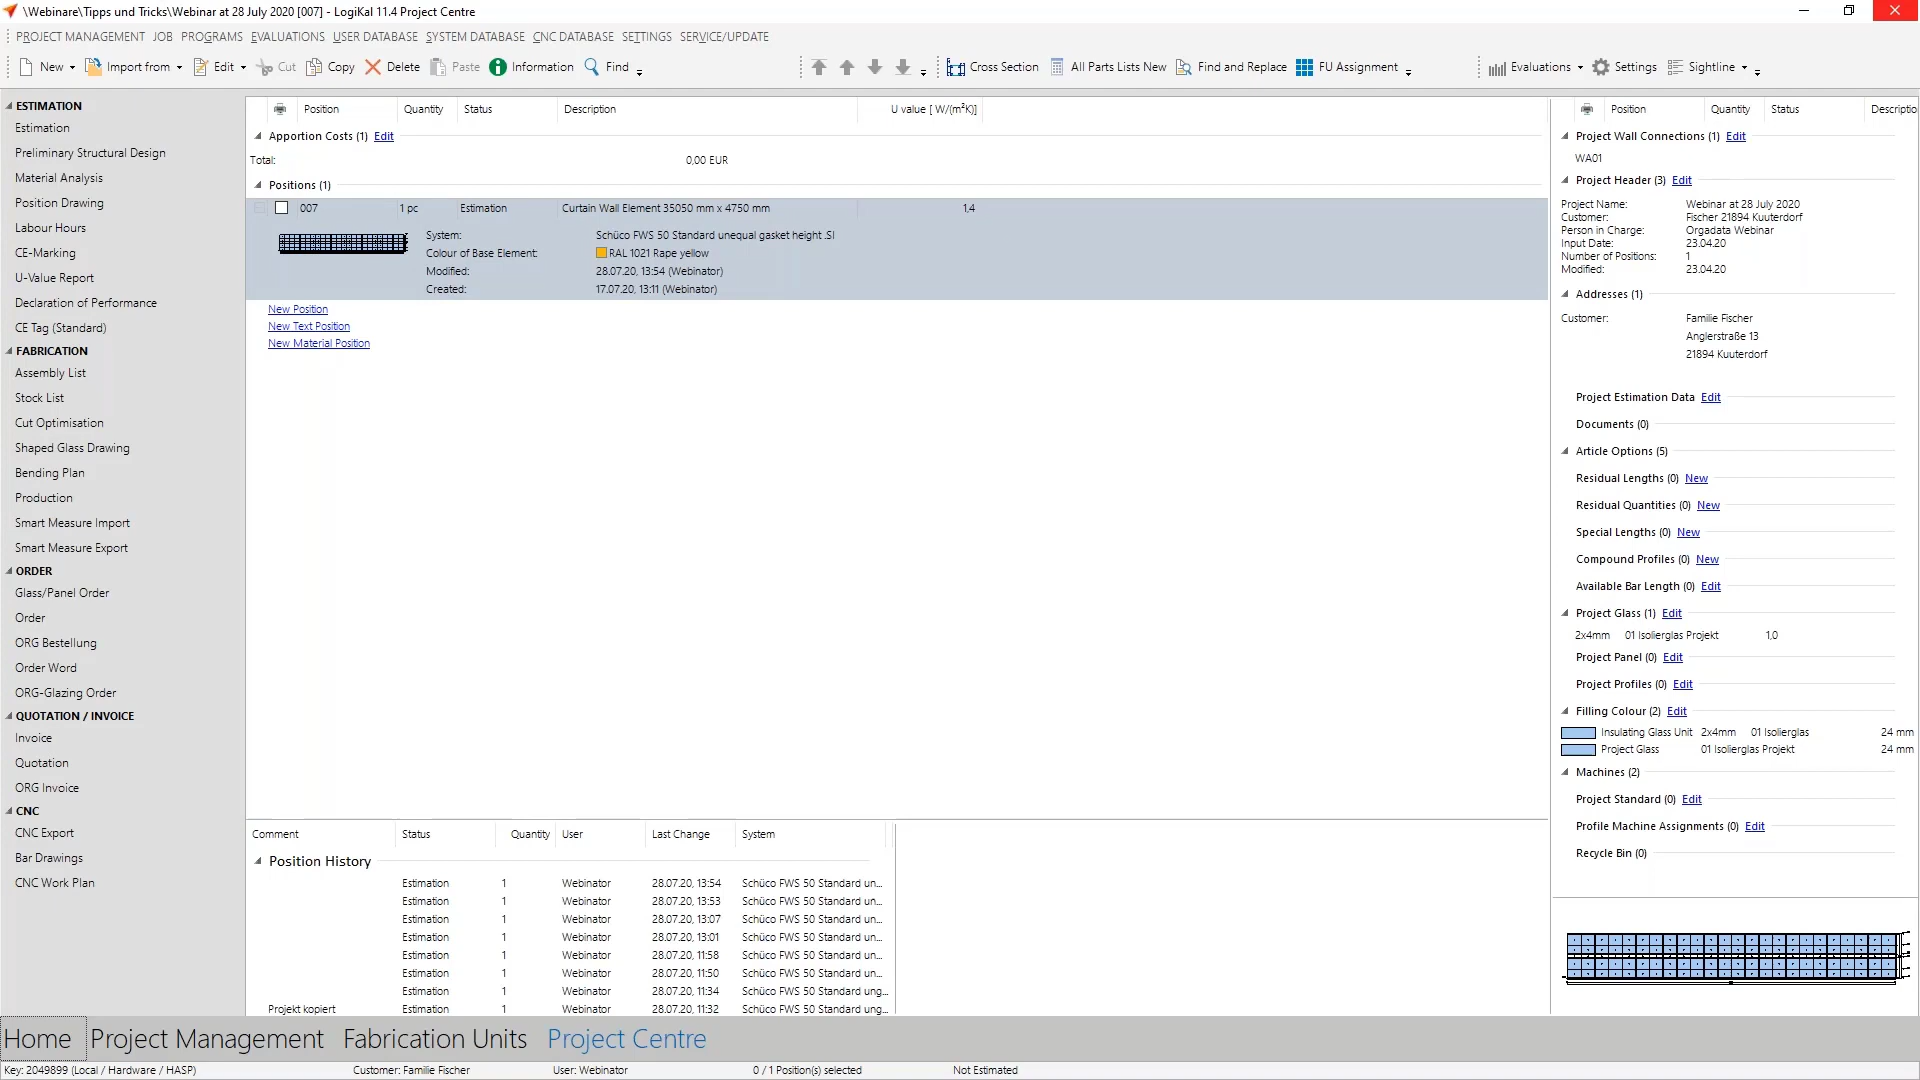 \Webinare\Tipps und Tricks\Webinar at 28 July 2020 [007] - LogiKal 11.4 Project Centre
PROJECT MANAGEMENT JOB PROGRAMS EVALUATIONS USER DATABASE SYSTEM DATABASE CNC DATABASE SETTINGS SERVICE/UPDATE
New Import from Edit Cut Copy Delete Paste Information Find Cross Section All Parts Lists New Find and Replace FU Assignment Evaluations Settings Sightline
ESTIMATION
Estimation
Preliminary Structural Design
Material Analysis
Position Drawing
Labour Hours
CE-Marking
U-Value Report
Declaration of Performance
CE Tag (Standard)
FABRICATION
Assembly List
Stock List
Cut Optimisation
Shaped Glass Drawing
Bending Plan
Production
Smart Measure Import
Smart Measure Export
ORDER
Glass/Panel Order
Order
ORG Bestellung
Order Word
ORG-Glazing Order
QUOTATION / INVOICE
Invoice
Quotation
ORG Invoice
CNC
CNC Export
Bar Drawings
CNC Work Plan
Position Quantity Status Description U value [ W/(m²K)]
Apportion Costs (1) Edit
Total: 0,00 EUR
Positions (1)
007 1 pc Estimation Curtain Wall Element 35050 mm x 4750 mm 1,4
System: Schüco FWS 50 Standard unequal gasket height .SI
Colour of Base Element: RAL 1021 Rape yellow
Modified: 28.07.20, 13:54 (Webinator)
Created: 17.07.20, 13:11 (Webinator)
New Position
New Text Position
New Material Position
Comment Status Quantity User Last Change System
Position History
Estimation 1 Webinator 28.07.20, 13:54 Schüco FWS 50 Standard un...
Estimation 1 Webinator 28.07.20, 13:53 Schüco FWS 50 Standard un...
Estimation 1 Webinator 28.07.20, 13:07 Schüco FWS 50 Standard un...
Estimation 1 Webinator 28.07.20, 13:01 Schüco FWS 50 Standard un...
Estimation 1 Webinator 28.07.20, 11:58 Schüco FWS 50 Standard un...
Estimation 1 Webinator 28.07.20, 11:50 Schüco FWS 50 Standard un...
Estimation 1 Webinator 28.07.20, 11:34 Schüco FWS 50 Standard ung...
Projekt kopiert Estimation 1 Webinator 28.07.20, 11:32 Schüco FWS 50 Standard ung...
Position Quantity Status Descriptio
Project Wall Connections (1) Edit
WA01
Project Header (3) Edit
Project Name: Webinar at 28 July 2020
Customer: Fischer 21894 Kuuterdorf
Person in Charge: Orgadata Webinar
Input Date: 23.04.20
Number of Positions: 1
Modified: 23.04.20
Addresses (1)
Customer: Familie Fischer
Anglerstraße 13
21894 Kuuterdorf
Project Estimation Data Edit
Documents (0)
Article Options (5)
Residual Lengths (0) New
Residual Quantities (0) New
Special Lengths (0) New
Compound Profiles (0) New
Available Bar Length (0) Edit
Project Glass (1) Edit
2x4mm 01 Isolierglas Projekt 1,0
Project Panel (0) Edit
Project Profiles (0) Edit
Filling Colour (2) Edit
Insulating Glass Unit 2x4mm 01 Isolierglas 24 mm
Project Glass 01 Isolierglas Projekt 24 mm
Machines (2)
Project Standard (0) Edit
Profile Machine Assignments (0) Edit
Recycle Bin (0)
Home Project Management Fabrication Units Project Centre
Key: 2049899 (Local / Hardware / HASP) Customer: Familie Fischer User: Webinator 0 / 1 Position(s) selected Not Estimated